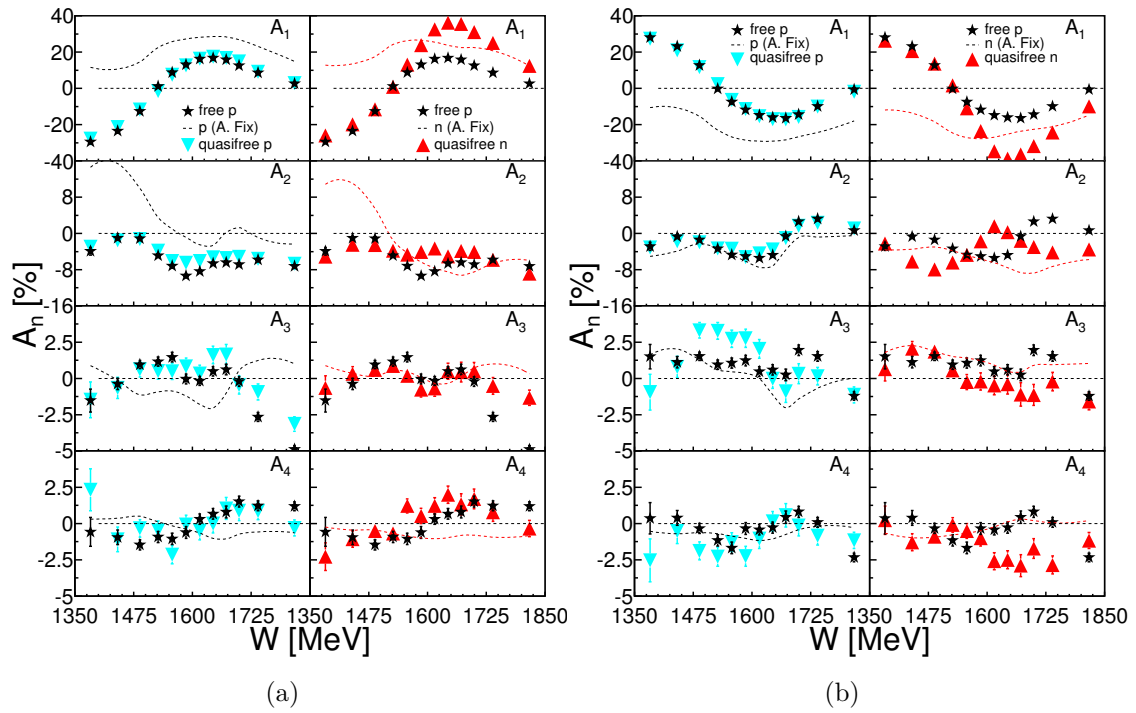 A1
A1
A1
A1
40
20
0
-20
free p
p (A. Fix)
quasifree p
free p
n (A. Fix)
quasifree n
free p
p (A. Fix)
quasifree p
free p
n (A. Fix)
quasifree n
40
20
0
-20
A2
A2
A2
A2
-40
8
0
-8
-40
8
0
-8
A3
A3
A3
A3
-16
2.5
0
-2.5
-16
2.5
0
-2.5
A4
A4
A4
A4
-5
2.5
0
-2.5
-5
-5
2.5
0
-2.5
-5
An [%]
An [%]
1350 1475 1600 1725 1350 1475 1600 1725 1850
1350 1475 1600 1725 1350 1475 1600 1725 1850
W [MeV]
W [MeV]
(a)
(b)